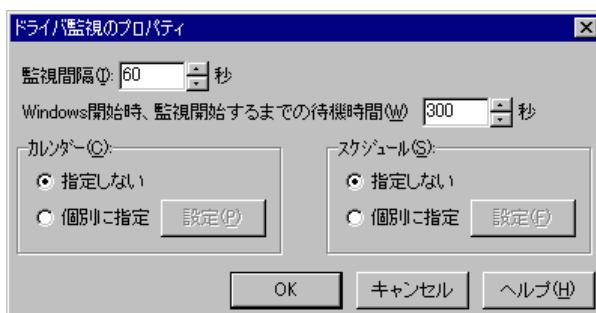 ドライバ監視のプロパティ
監視間隔(I): 60 秒
Windows開始時、監視開始するまでの待機時間(W) 300 秒
カレンダー(C): スケジュール(S):
指定しない 指定しない
個別に指定 設定(P) 個別に指定 設定(F)
OK キャンセル ヘルプ(H)